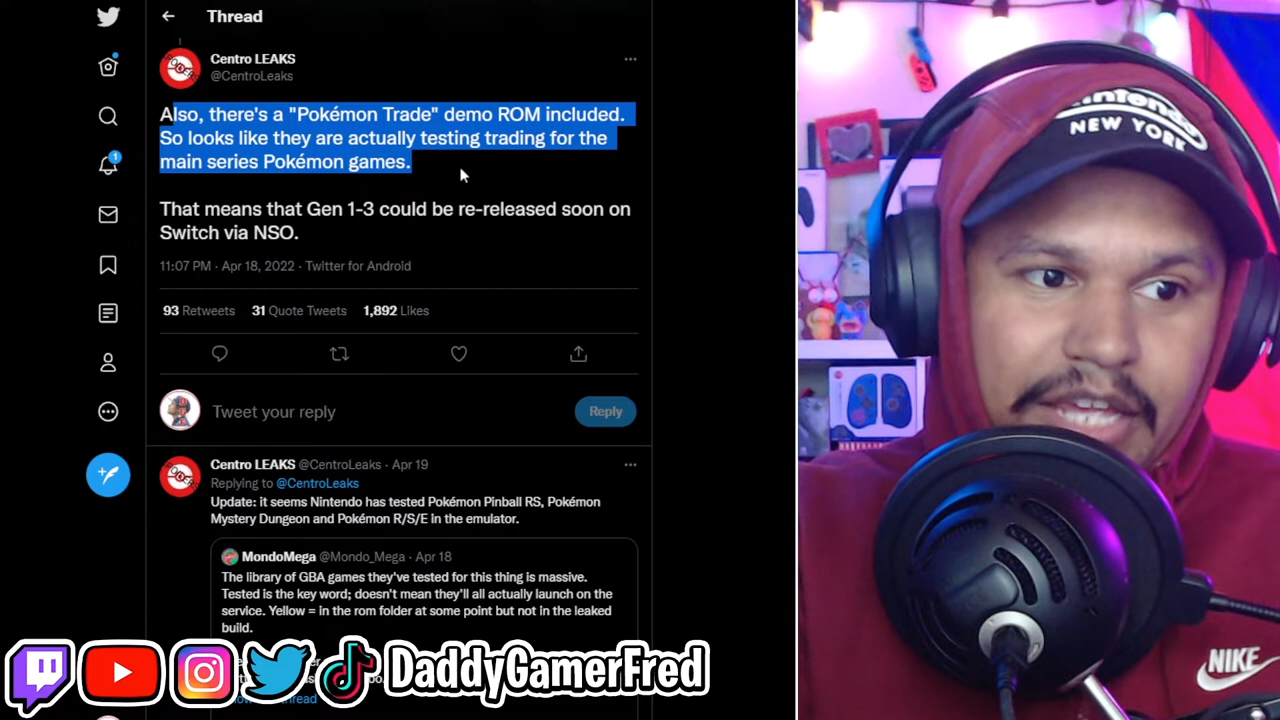 Thread
Centro LEAKS
@CentroLeaks
Also, there's a "Pokémon Trade" demo ROM included.
So looks like they are actually testing trading for the
main series Pokémon games.
That means that Gen 1-3 could be re-released soon on
Switch via NSO.
11:07 PM · Apr 18, 2022 · Twitter for Android
93 Retweets 31 Quote Tweets 1,892 Likes
Tweet your reply
Reply
Centro LEAKS @CentroLeaks · Apr 19
Replying to @CentroLeaks
Update: it seems Nintendo has tested Pokémon Pinball RS, Pokémon
Mystery Dungeon and Pokémon R/S/E in the emulator.
MondoMega @Mondo_Mega · Apr 18
The library of GBA games they've tested for this thing is massive.
Tested is the key word; doesn't mean they'll all actually launch on the
service. Yellow = in the rom folder at some point but not in the leaked
build.
DaddyGamerFred
1
Nintendo
NEW YORK
NIKE